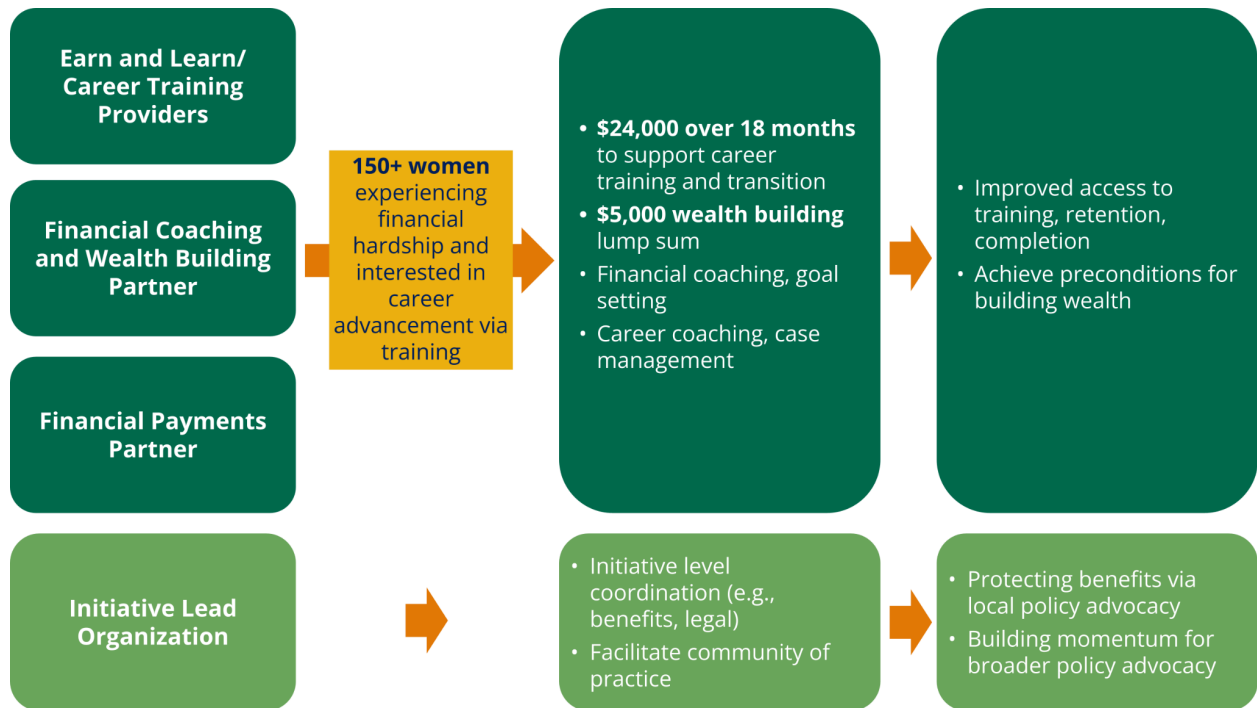 Earn and Learn/
Career Training
Providers
Financial Coaching
and Wealth Building
Partner
Financial Payments
Partner
150+ women
experiencing
financial
hardship and
interested in
career
advancement via
training
• $24,000 over 18 months
to support career
training and transition
• $5,000 wealth building
lump sum
• Financial coaching, goal
setting
• Career coaching, case
management
• Improved access to
training, retention,
completion
• Achieve preconditions for
building wealth
Initiative Lead
Organization
• Initiative level
coordination (e.g.,
benefits, legal)
• Facilitate community of
practice
• Protecting benefits via
local policy advocacy
• Building momentum for
broader policy advocacy